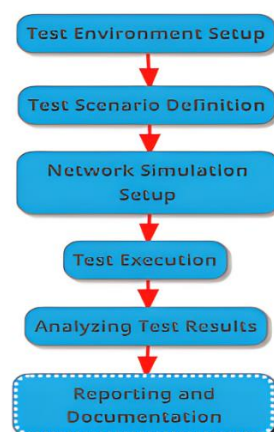 Test Environment Setup
Test Scenario Definition
Network Simulation
Setup
Test Execution
Analyzing Test Results
Reporting and
Documentation